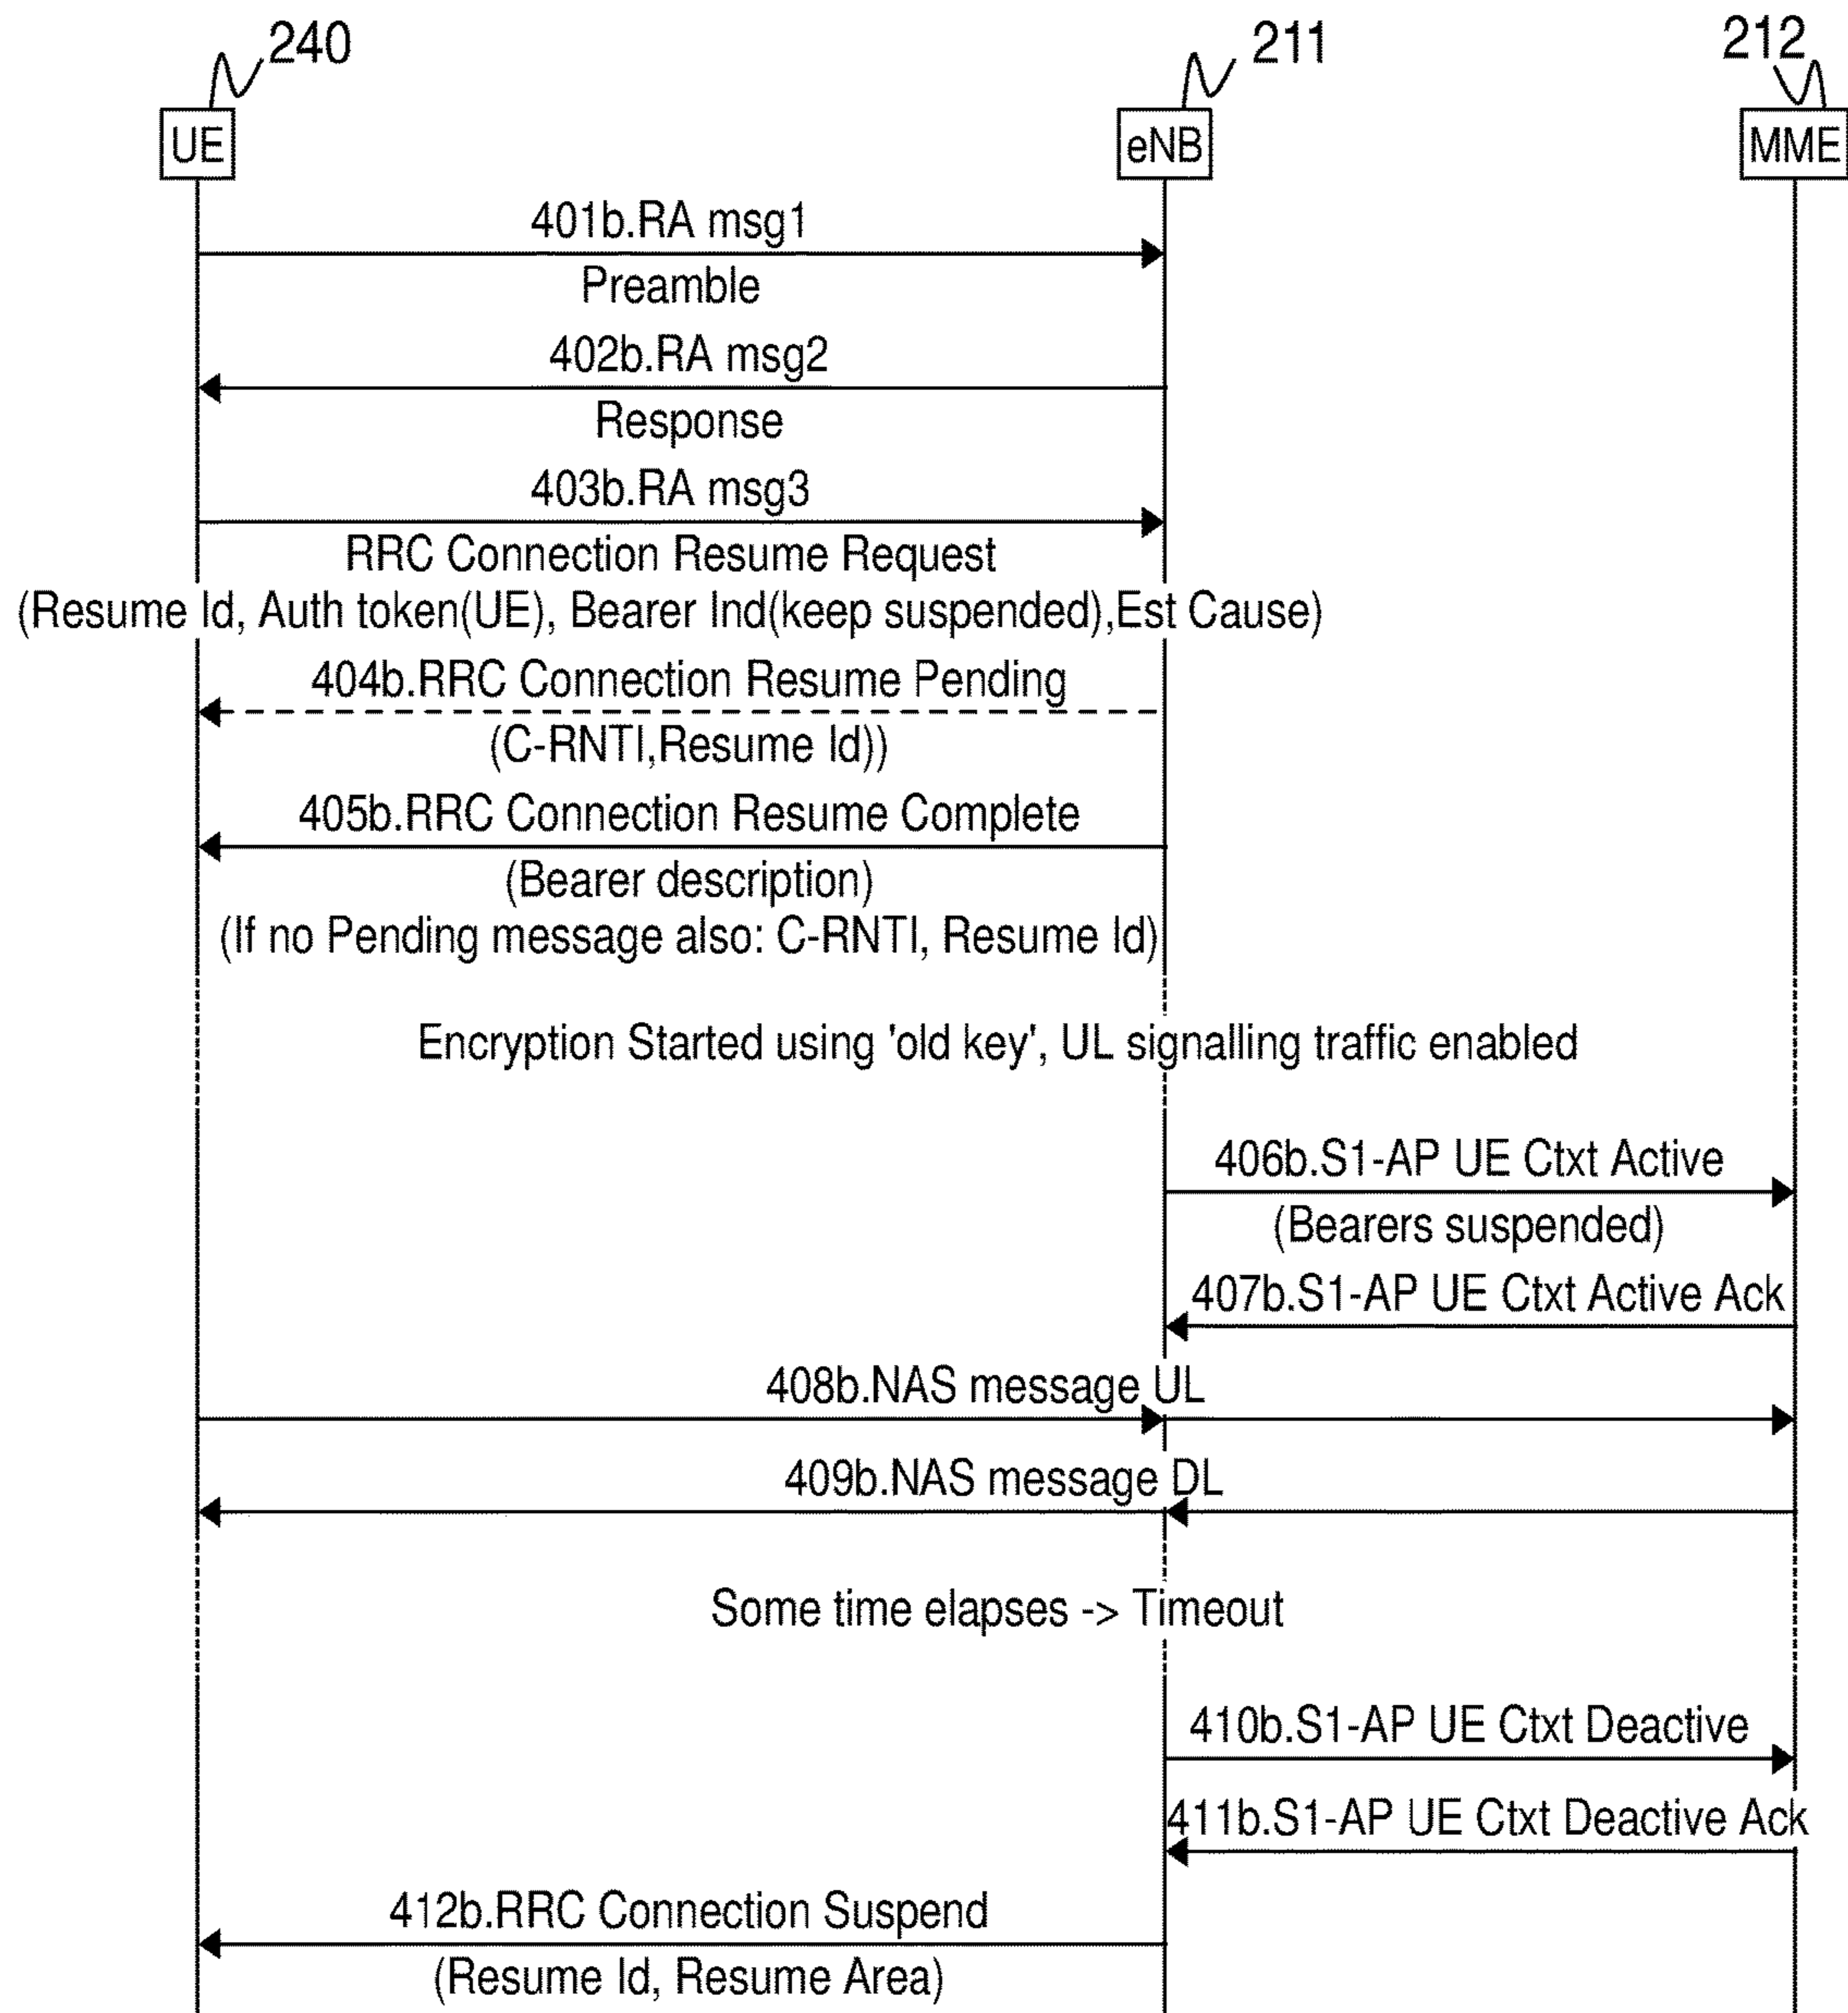 240
211
212
UE
eNB
MME
401b.RA msg1
Preamble
402b.RA msg2
Response
403b.RA msg3
RRC Connection Resume Request
(Resume Id, Auth token(UE), Bearer Ind(keep suspended),Est Cause)
404b.RRC Connection Resume Pending
(C-RNTI,Resume Id))
405b.RRC Connection Resume Complete
(Bearer description)
(If no Pending message also: C-RNTI, Resume Id)
Encryption Started using 'old key', UL signalling traffic enabled
406b.S1-AP UE Ctxt Active
(Bearers suspended)
407b.S1-AP UE Ctxt Active Ack
408b.NAS message UL
409b.NAS message DL
Some time elapses -> Timeout
410b.S1-AP UE Ctxt Deactive
411b.S1-AP UE Ctxt Deactive Ack
412b.RRC Connection Suspend
(Resume Id, Resume Area)